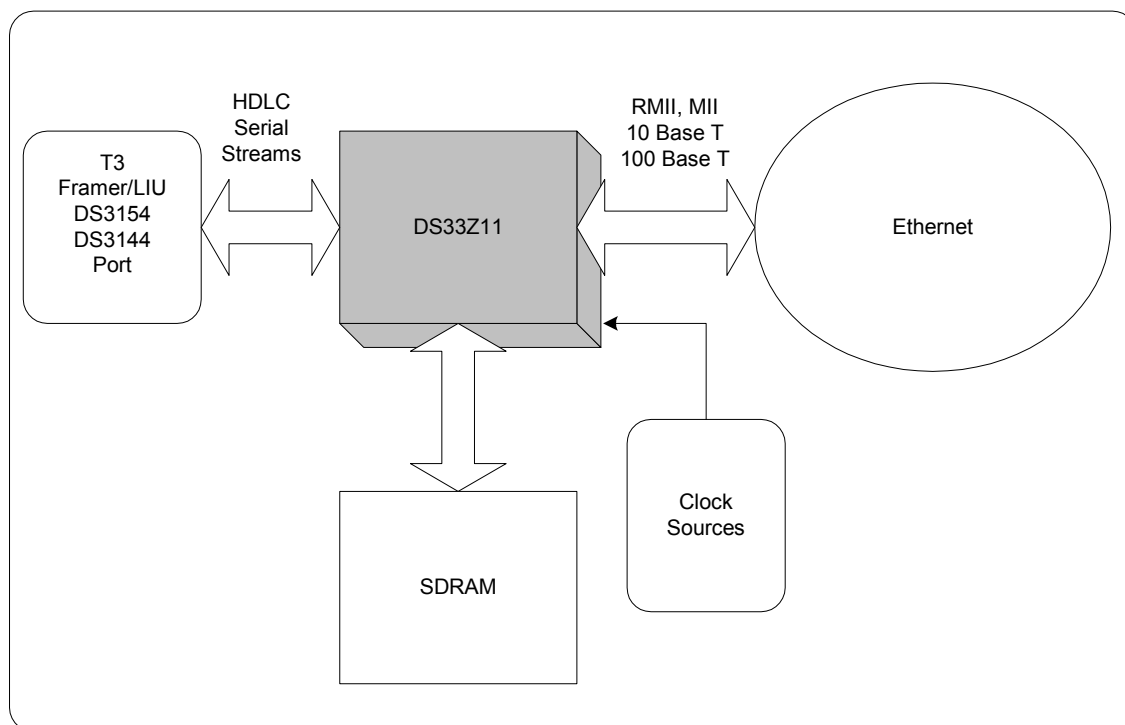 T3
Framer/LIU
DS3154
DS3144
Port
HDLC
Serial
Streams
DS33Z11
RMII, MII
10 Base T
100 Base T
Ethernet
SDRAM
Clock
Sources